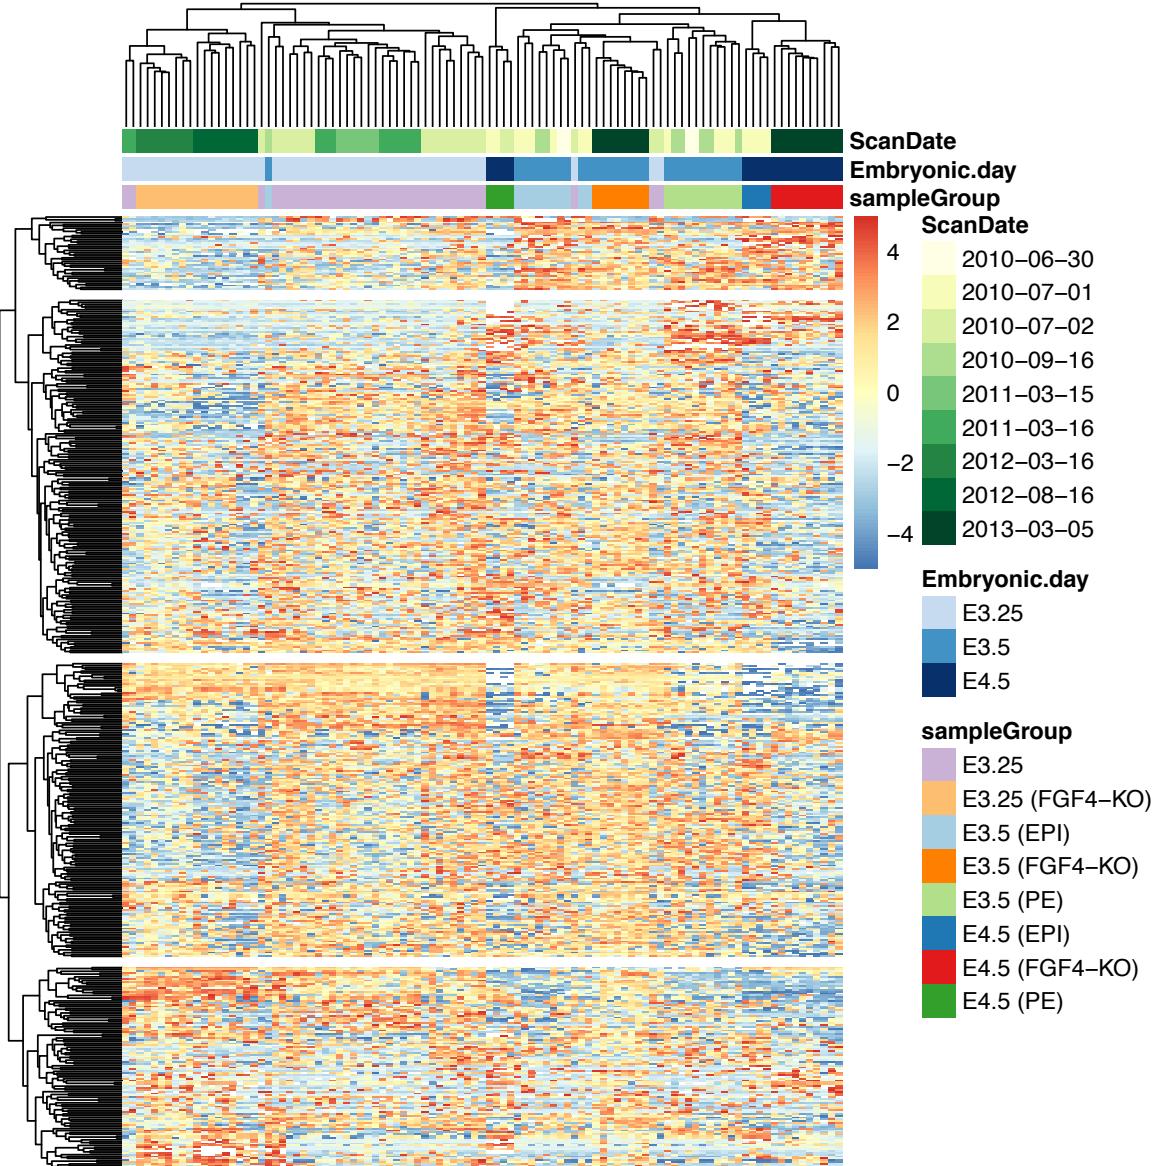 ScanDate
Embryonic.day
sampleGroup
4
2
0
−2
−4
ScanDate
2010−06−30
2010−07−01
2010−07−02
2010−09−16
2011−03−15
2011−03−16
2012−03−16
2012−08−16
2013−03−05
Embryonic.day
E3.25
E3.5
E4.5
sampleGroup
E3.25
E3.25 (FGF4−KO)
E3.5 (EPI)
E3.5 (FGF4−KO)
E3.5 (PE)
E4.5 (EPI)
E4.5 (FGF4−KO)
E4.5 (PE)